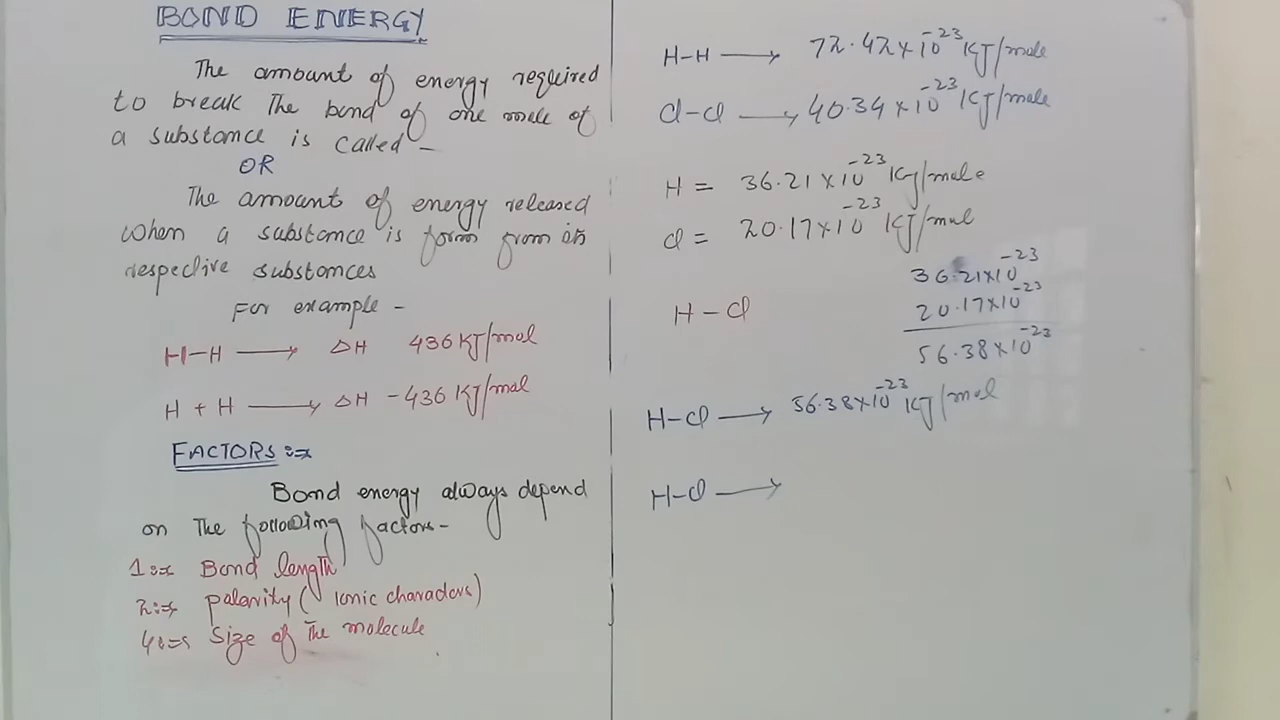 BOND ENERGY
The amount of energy required
to break The bond of one mole of
a substance is called -
OR
The amount of energy released
when a substance is form from its
respective substances
For example -
H-H → ΔH 436 KJ/mol
H + H → ΔH -436 KJ/mol
FACTORS :=
Bond energy always depend
on The following factors -
1:= Bond length
2:= polarity ( Ionic characters)
4:= Size of The molecule
H-H → 72.42×10⁻²³ KJ/mole
Cl-Cl → 40.34×10⁻²³ KJ/mole
H = 36.21×10⁻²³ KJ/mole
Cl = 20.17×10⁻²³ KJ/mol
36.21×10⁻²³
20.17×10⁻²³
56.38×10⁻²³
H-Cl
H-Cl → 56.38×10⁻²³ KJ/mol
H-Cl →